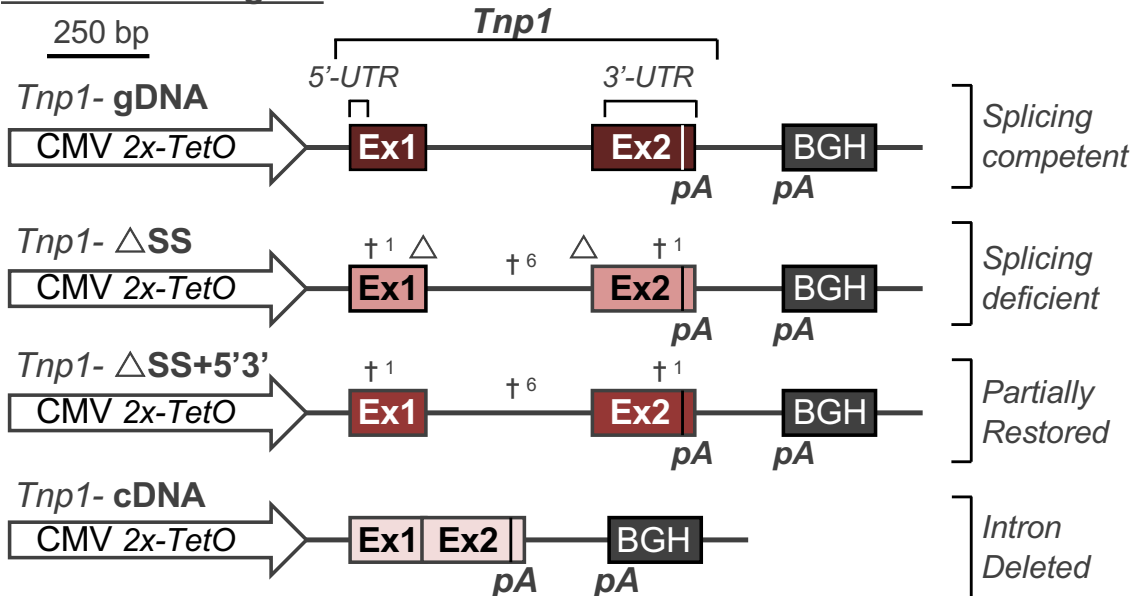 250 bp
Tnp1
5'-UTR
3'-UTR
Tnp1- gDNA
CMV 2x-TetO
Ex1
Ex2
BGH
pA
pA
Splicing
competent
Tnp1- △SS
† 1
△
† 6
△
† 1
CMV 2x-TetO
Ex1
Ex2
BGH
pA
pA
Splicing
deficient
Tnp1- △SS+5'3'
† 1
† 6
† 1
CMV 2x-TetO
Ex1
Ex2
BGH
pA
pA
Partially
Restored
Tnp1- cDNA
CMV 2x-TetO
Ex1
Ex2
BGH
pA
pA
Intron
Deleted